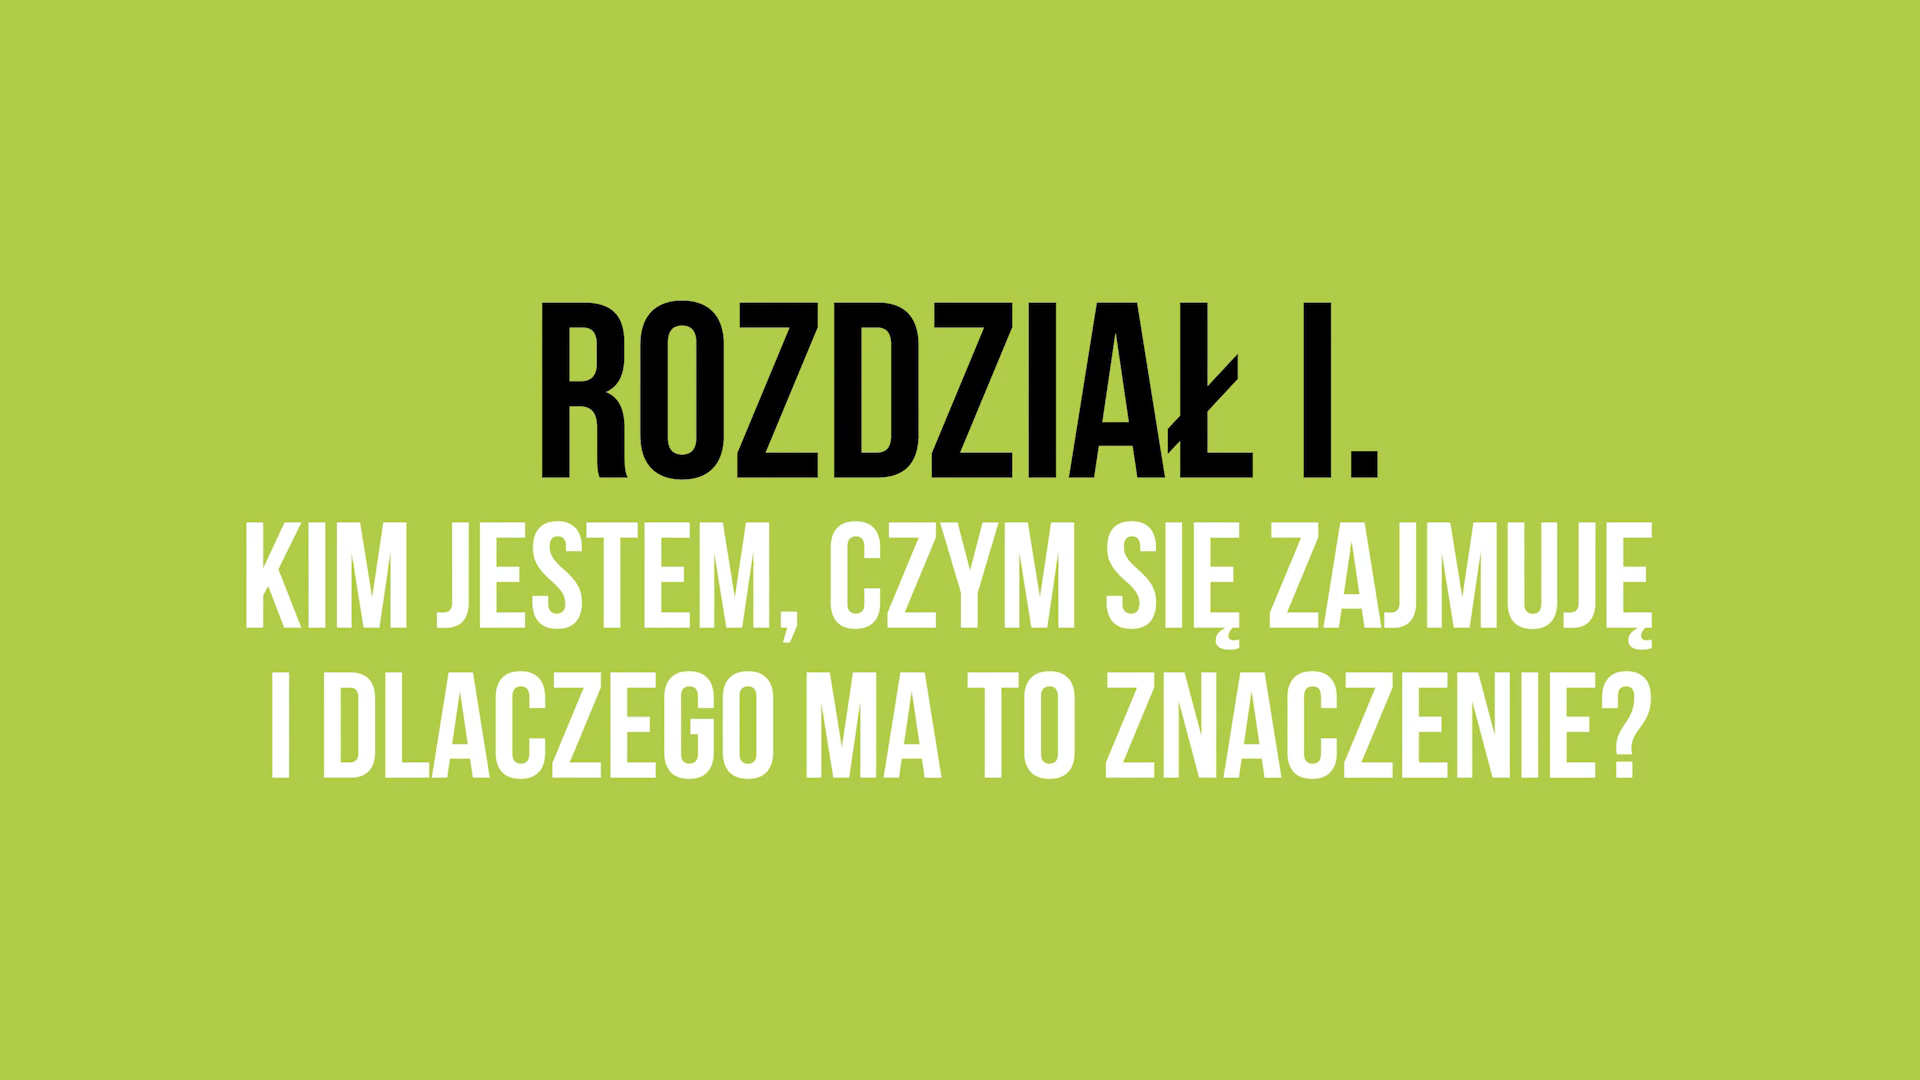 ROZDZIAŁ I.
KIM JESTEM, CZYM SIĘ ZAJMUJĘ
I DLACZEGO MA TO ZNACZENIE?